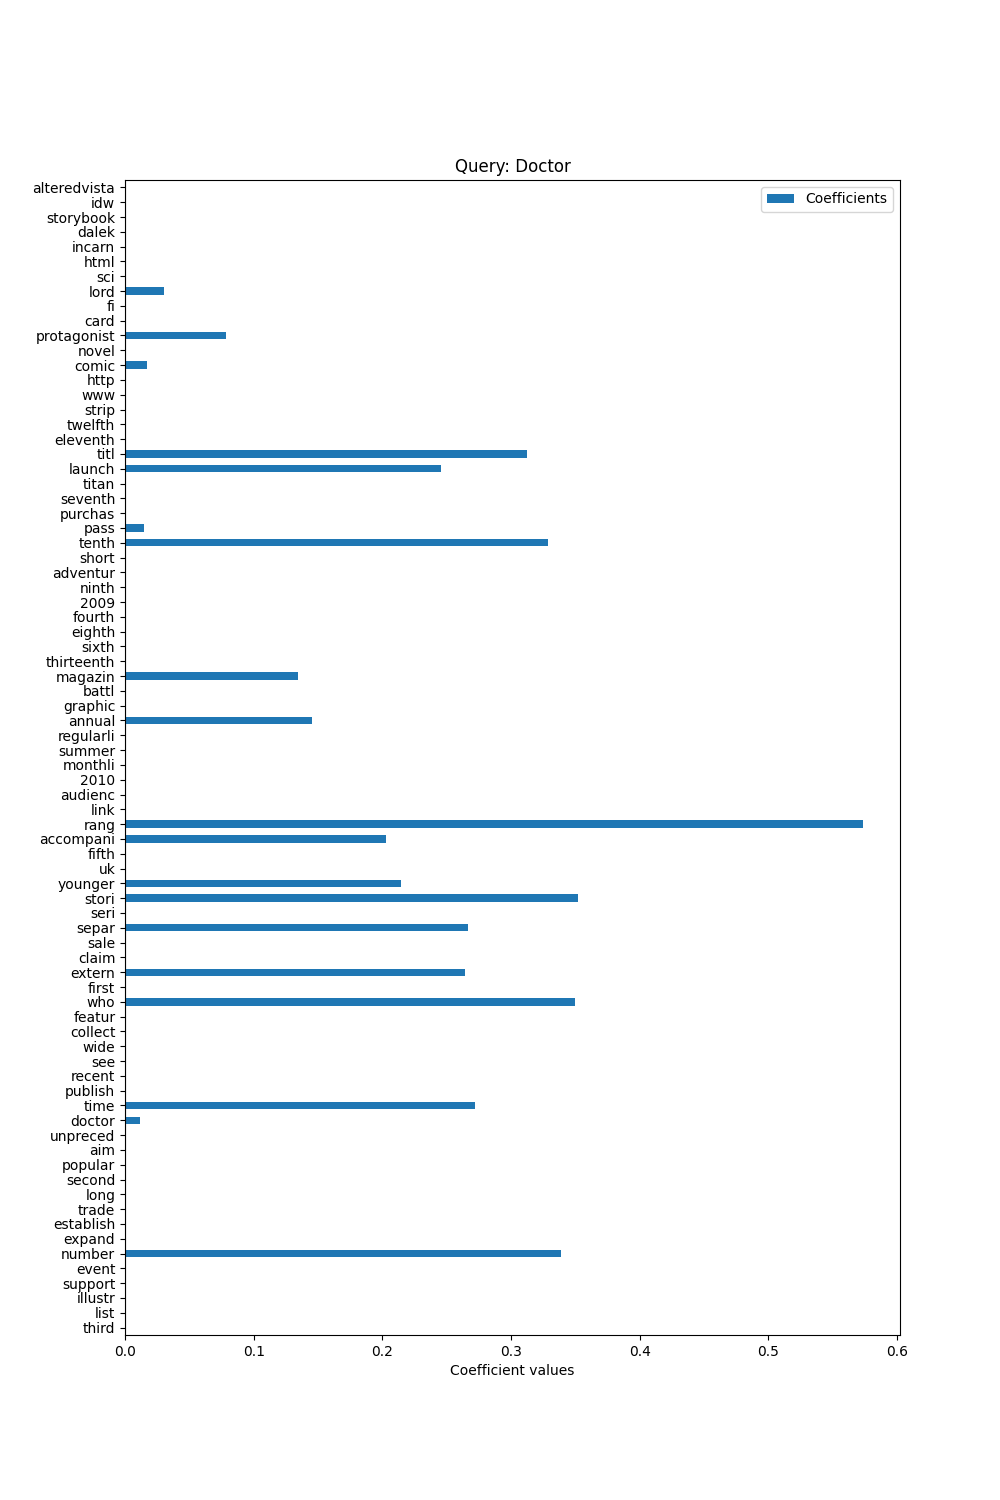 Query: Doctor
Coefficients
alteredvista
idw
storybook
dalek
incarn
html
sci
lord
fi
card
protagonist
novel
comic
http
www
strip
twelfth
eleventh
titl
launch
titan
seventh
purchas
pass
tenth
short
adventur
ninth
2009
fourth
eighth
sixth
thirteenth
magazin
battl
graphic
annual
regularli
summer
monthli
2010
audienc
link
rang
accompani
fifth
uk
younger
stori
seri
separ
sale
claim
extern
first
who
featur
collect
wide
see
recent
publish
time
doctor
unpreced
aim
popular
second
long
trade
establish
expand
number
event
support
illustr
list
third
0.0 0.1 0.2 0.3 0.4 0.5 0.6
Coefficient values